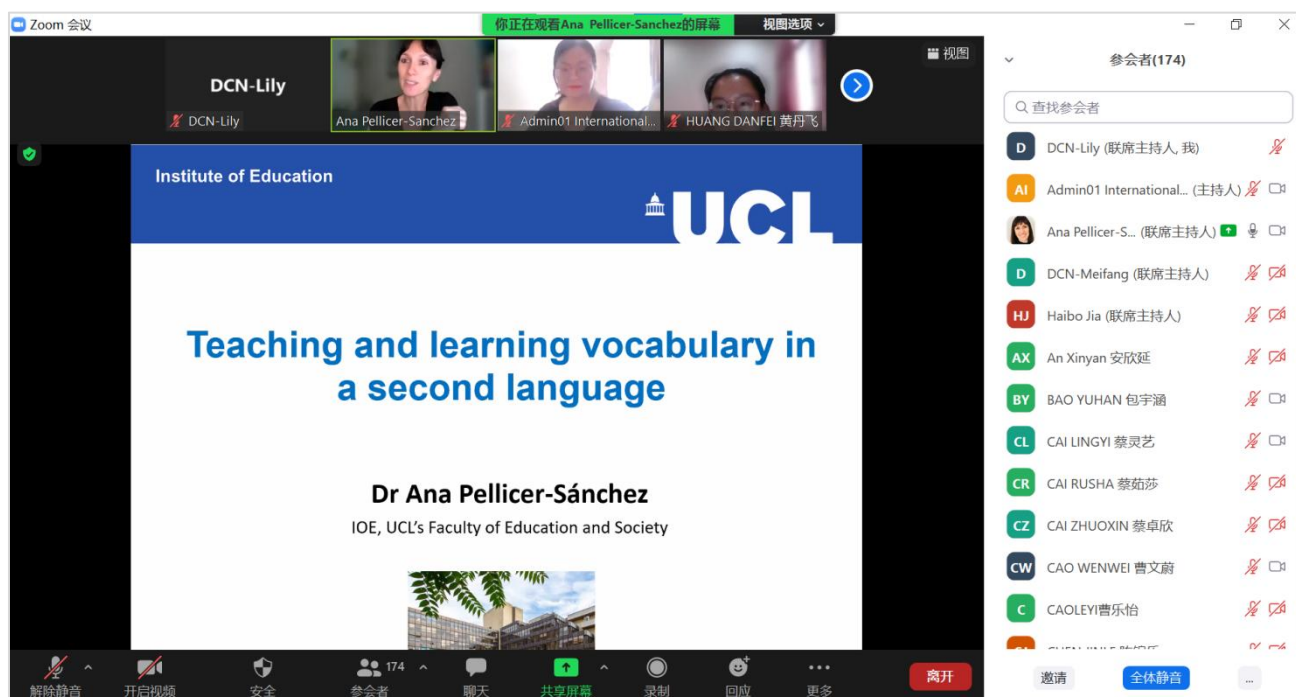 Zoom 会议
你正在观看Ana Pellicer-Sanchez的屏幕
视图选项
DCN-Lily
DCN-Lily
Ana Pellicer-Sanchez
Admin01 International...
HUANG DANFEI 黄丹飞
视图
Institute of Education
UCL
Teaching and learning vocabulary in
a second language
Dr Ana Pellicer-Sánchez
IOE, UCL's Faculty of Education and Society
解除静音
开启视频
安全
174
参会者
聊天
共享屏幕
录制
回应
更多
离开
参会者(174)
查找参会者
D DCN-Lily (联席主持人, 我)
AI Admin01 International... (主持人)
Ana Pellicer-S... (联席主持人)
D DCN-Meifang (联席主持人)
HJ Haibo Jia (联席主持人)
AX An Xinyan 安欣延
BY BAO YUHAN 包宇涵
CL CAI LINGYI 蔡灵艺
CR CAI RUSHA 蔡茹莎
CZ CAI ZHUOXIN 蔡卓欣
CW CAO WENWEI 曹文蔚
C CAOLEYI曹乐怡
邀请
全体静音
...